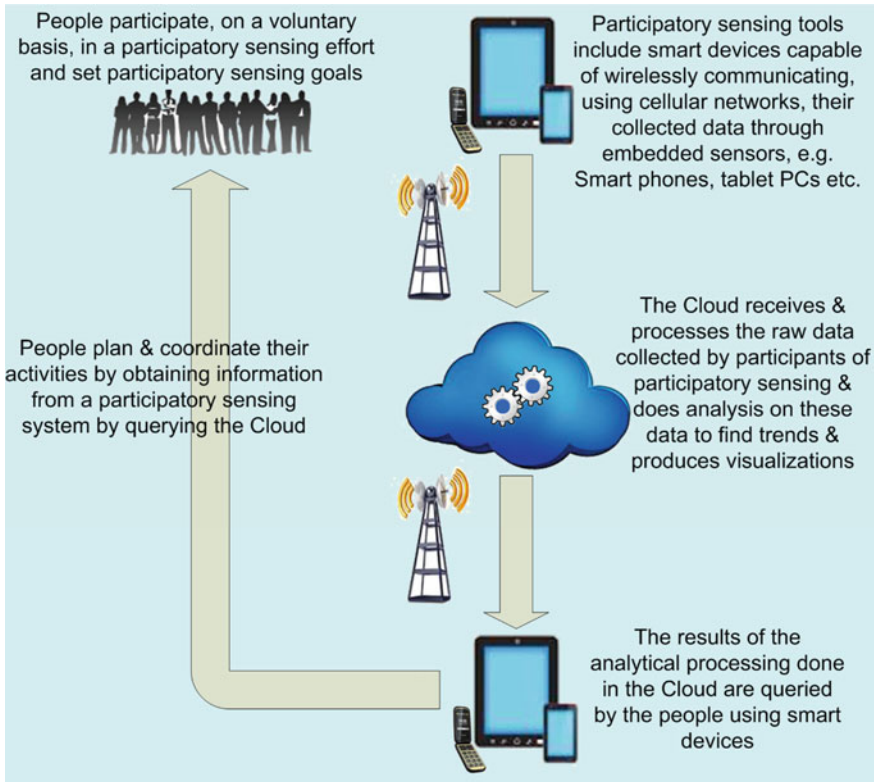 People participate, on a voluntary
basis, in a participatory sensing effort
and set participatory sensing goals
Participatory sensing tools
include smart devices capable
of wirelessly communicating,
using cellular networks, their
collected data through
embedded sensors, e.g.
Smart phones, tablet PCs etc.
The Cloud receives &
processes the raw data
collected by participants of
participatory sensing &
does analysis on these
data to find trends &
produces visualizations
People plan & coordinate their
activities by obtaining information
from a participatory sensing
system by querying the Cloud
The results of the
analytical processing done
in the Cloud are queried
by the people using smart
devices